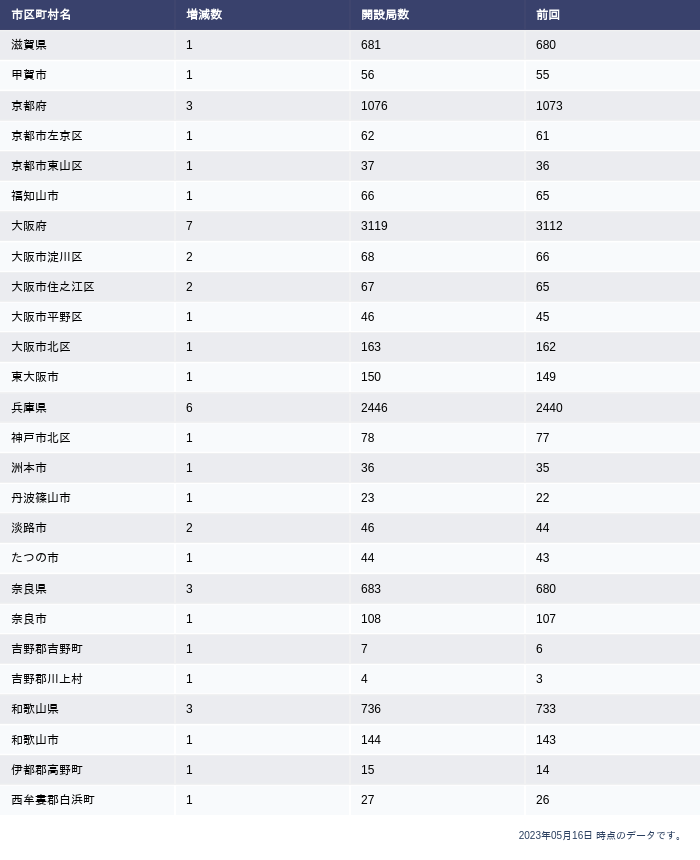 市区町村名 増減数 開設局数 前回
滋賀県 1 681 680
甲賀市 1 56 55
京都府 3 1076 1073
京都市左京区 1 62 61
京都市東山区 1 37 36
福知山市 1 66 65
大阪府 7 3119 3112
大阪市淀川区 2 68 66
大阪市住之江区 2 67 65
大阪市平野区 1 46 45
大阪市北区 1 163 162
東大阪市 1 150 149
兵庫県 6 2446 2440
神戸市北区 1 78 77
洲本市 1 36 35
丹波篠山市 1 23 22
淡路市 2 46 44
たつの市 1 44 43
奈良県 3 683 680
奈良市 1 108 107
吉野郡吉野町 1 7 6
吉野郡川上村 1 4 3
和歌山県 3 736 733
和歌山市 1 144 143
伊都郡高野町 1 15 14
西牟婁郡白浜町 1 27 26
2023年05月16日 時点のデータです。